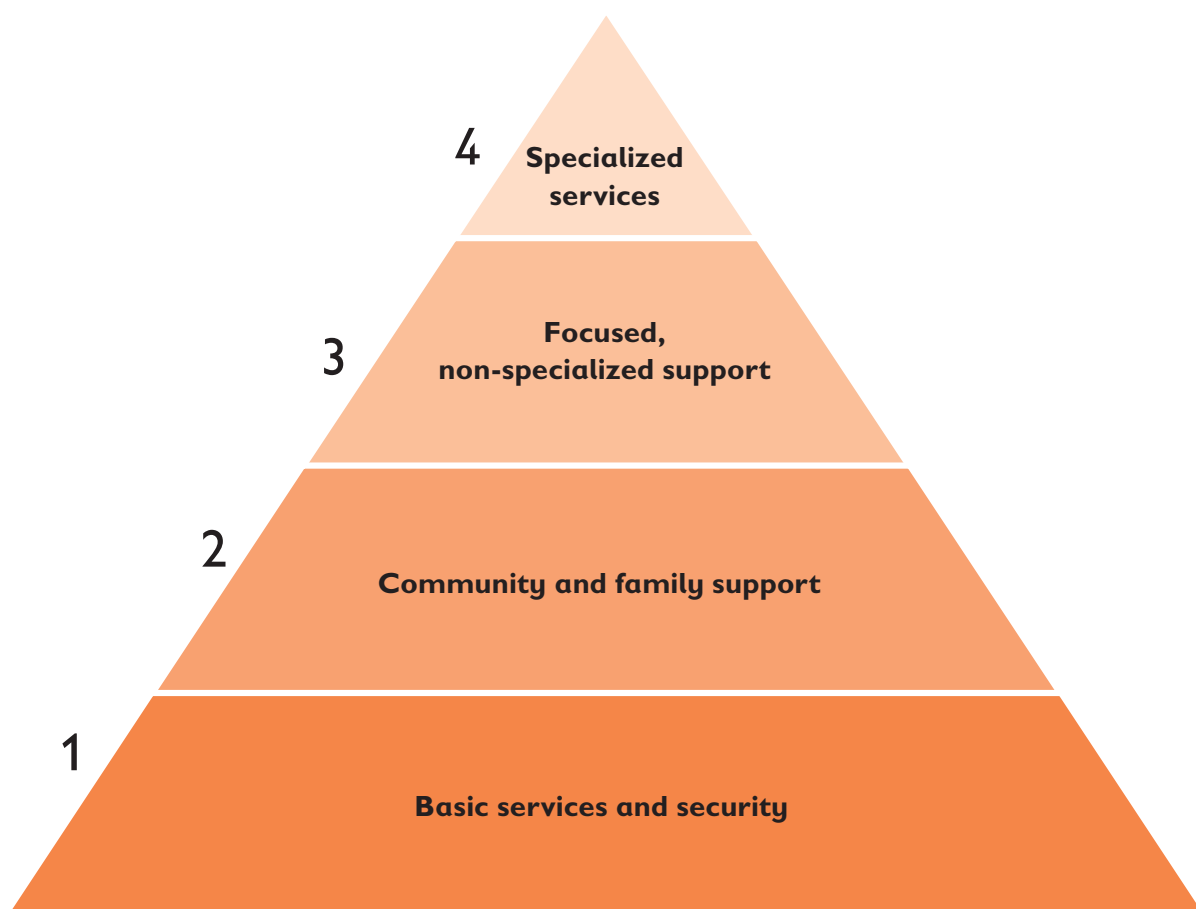 4
Specialized
services
3
Focused,
non-specialized support
2
Community and family support
1
Basic services and security